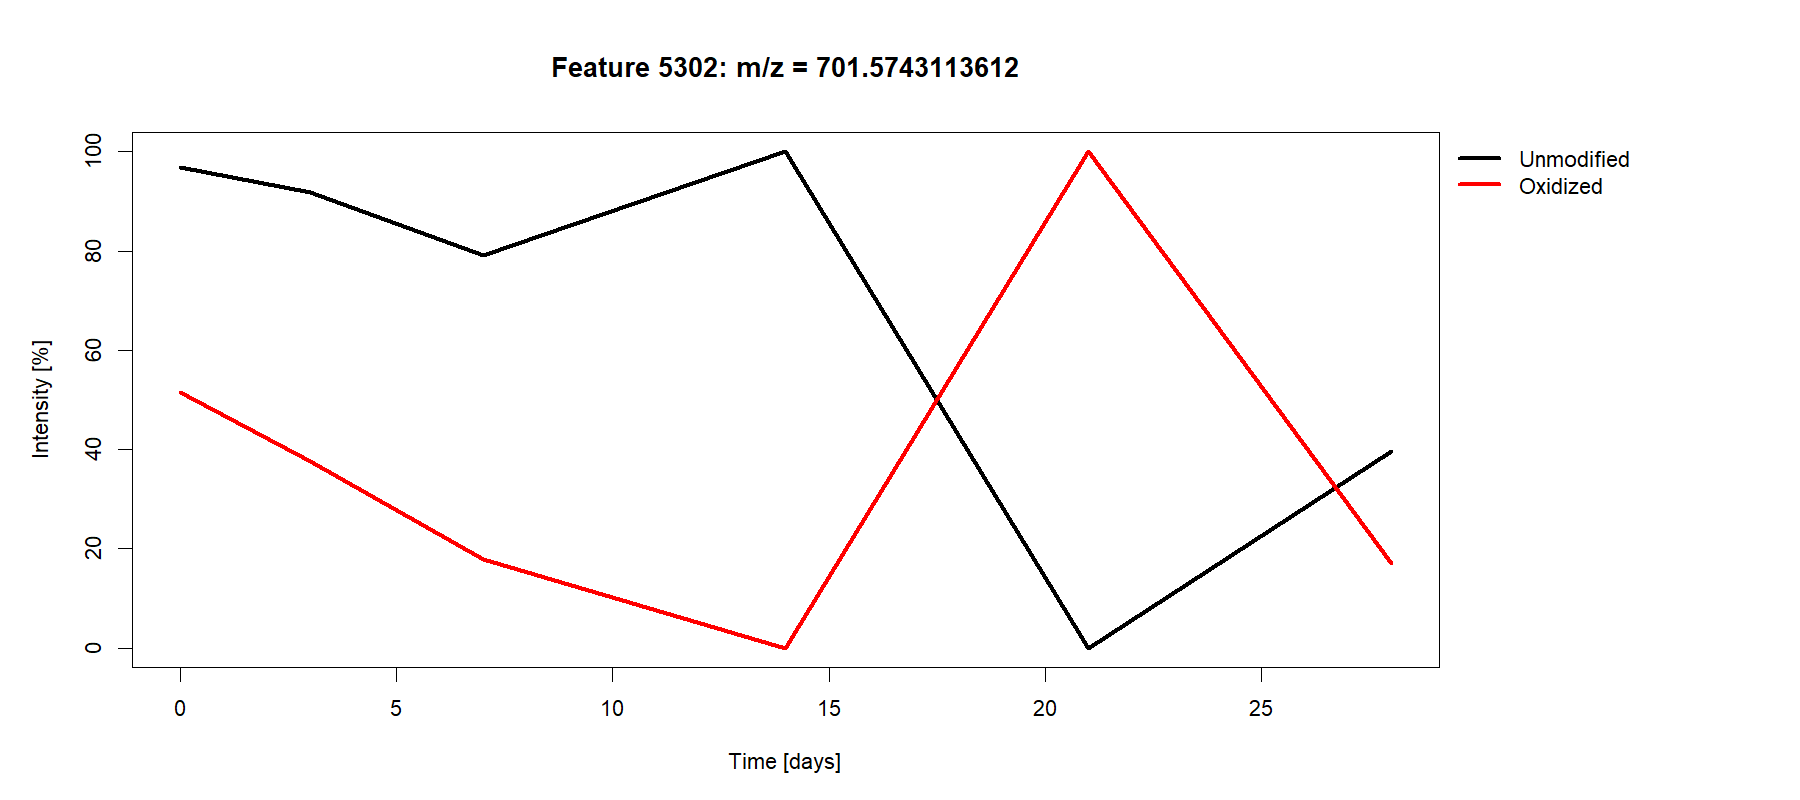 Feature 5302: m/z = 701.5743113612
Unmodified
Oxidized
Intensity [%]
100
80
60
40
20
0
0 5 10 15 20 25
Time [days]